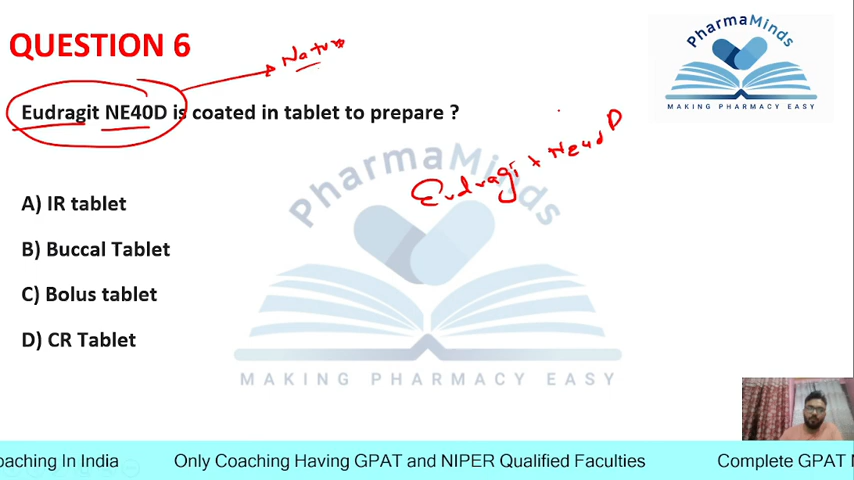 QUESTION 6
Natur
PharmaMinds
MAKING PHARMACY EASY
Eudragit NE40D is coated in tablet to prepare ?
Eudragit NE40D
PharmaMinds
A) IR tablet
B) Buccal Tablet
C) Bolus tablet
D) CR Tablet
MAKING PHARMACY EASY
oaching In India Only Coaching Having GPAT and NIPER Qualified Faculties Complete GPAT